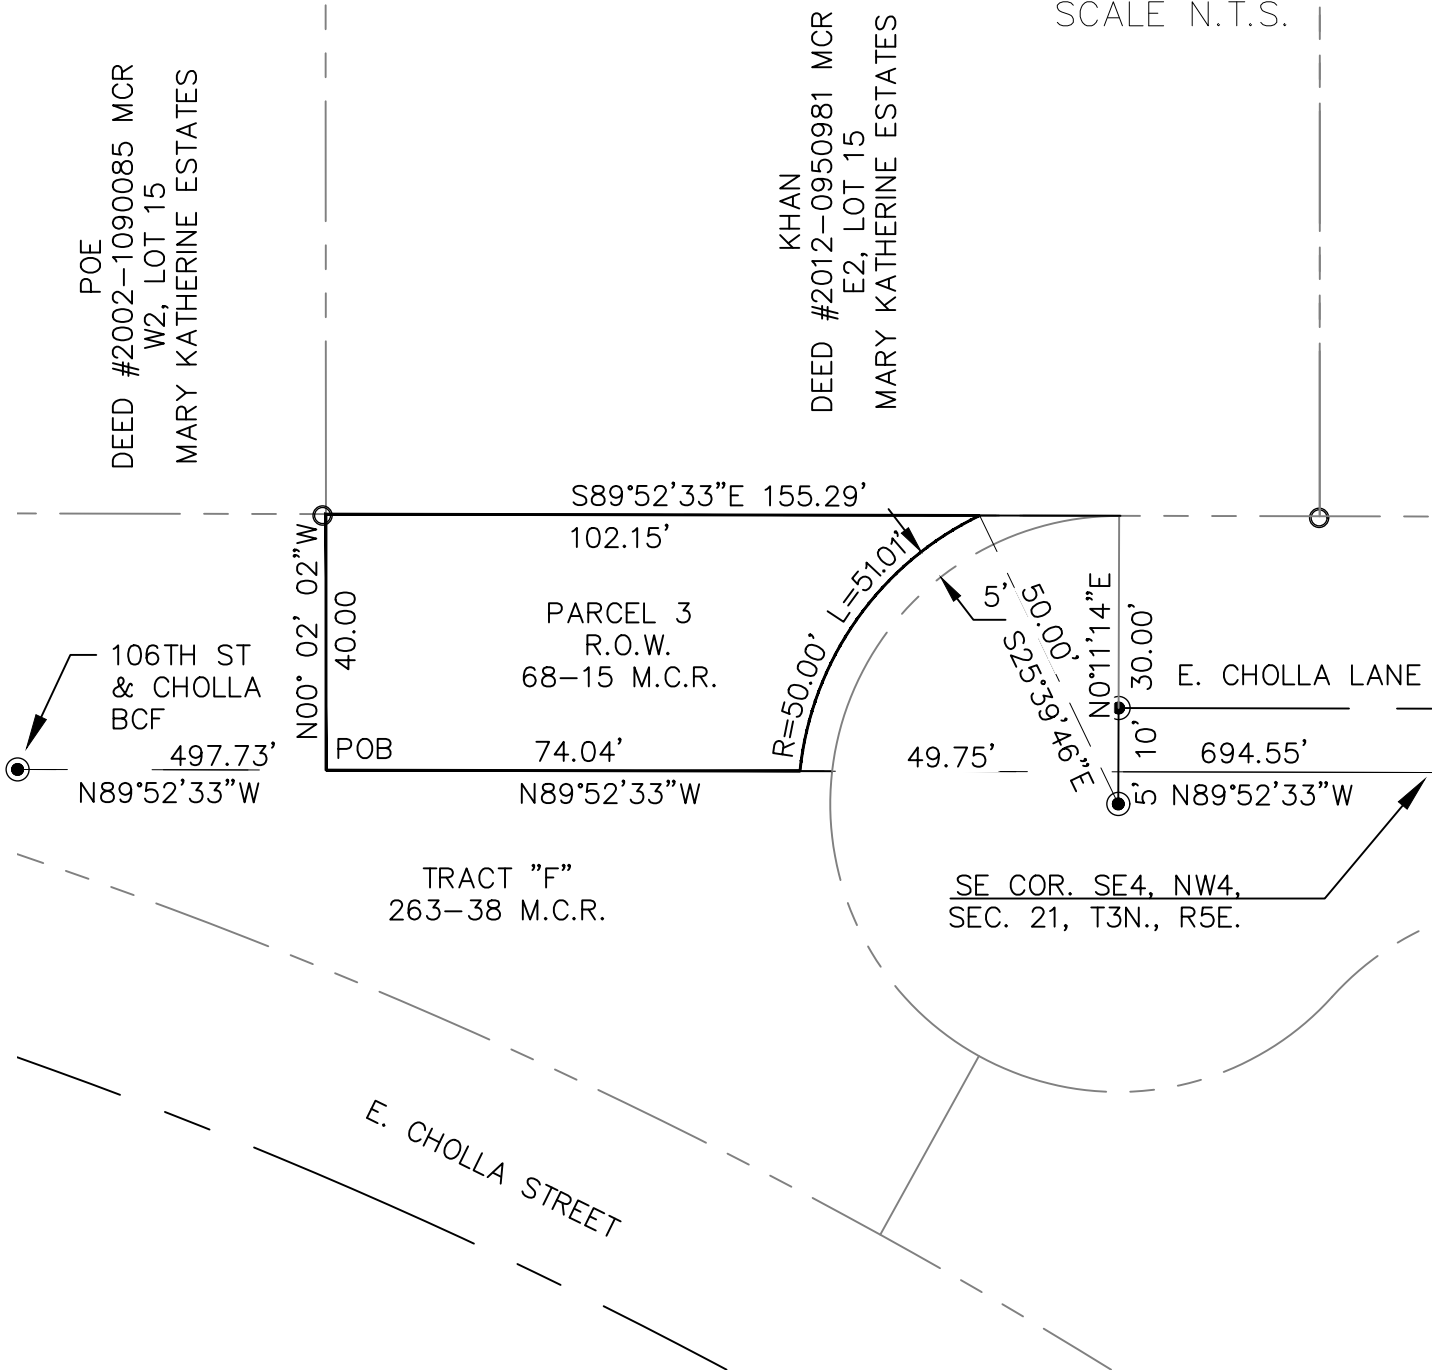 SCALE N.T.S.
POE
DEED #2002-1090085 MCR
W2, LOT 15
MARY KATHERINE ESTATES
KHAN
DEED #2012-0950981 MCR
E2, LOT 15
MARY KATHERINE ESTATES
S89°52'33"E 155.29'
102.15'
N00° 02' 02"W
40.00
PARCEL 3
R.O.W.
68-15 M.C.R.
R=50.00' L=51.01'
5'
50.00'
S25°39'46"E
N0°11'14"E
30.00'
E. CHOLLA LANE
106TH ST
& CHOLLA
BCF
497.73'
N89°52'33"W
POB
74.04'
N89°52'33"W
49.75'
10'
5'
694.55'
N89°52'33"W
TRACT "F"
263-38 M.C.R.
SE COR. SE4, NW4,
SEC. 21, T3N., R5E.
E. CHOLLA STREET